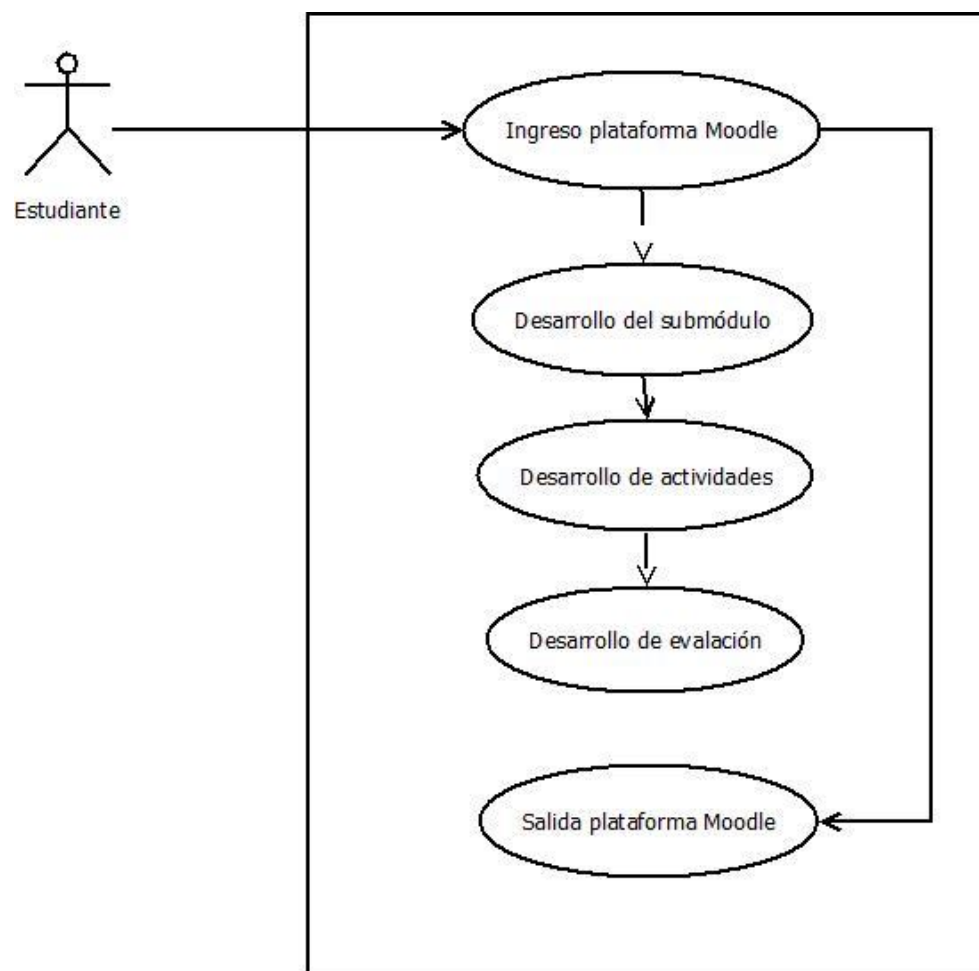 Estudiante
Ingreso plataforma Moodle
Desarrollo del submódulo
Desarrollo de actividades
Desarrollo de evalación
Salida plataforma Moodle